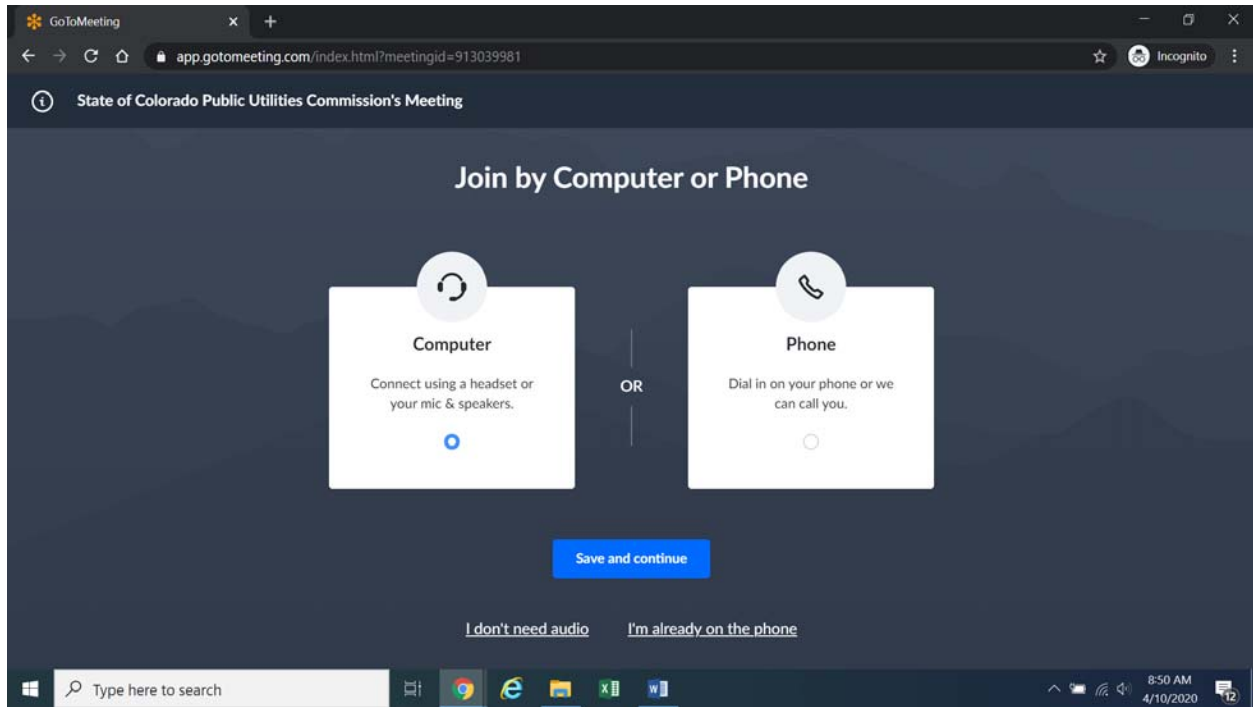 GoToMeeting
app.gotomeeting.com/index.html?meetingid=913039981
Incognito
State of Colorado Public Utilities Commission's Meeting
Join by Computer or Phone
Computer
Connect using a headset or
your mic & speakers.
OR
Phone
Dial in on your phone or we
can call you.
Save and continue
I don't need audio
I'm already on the phone
Type here to search
8:50 AM
4/10/2020
12